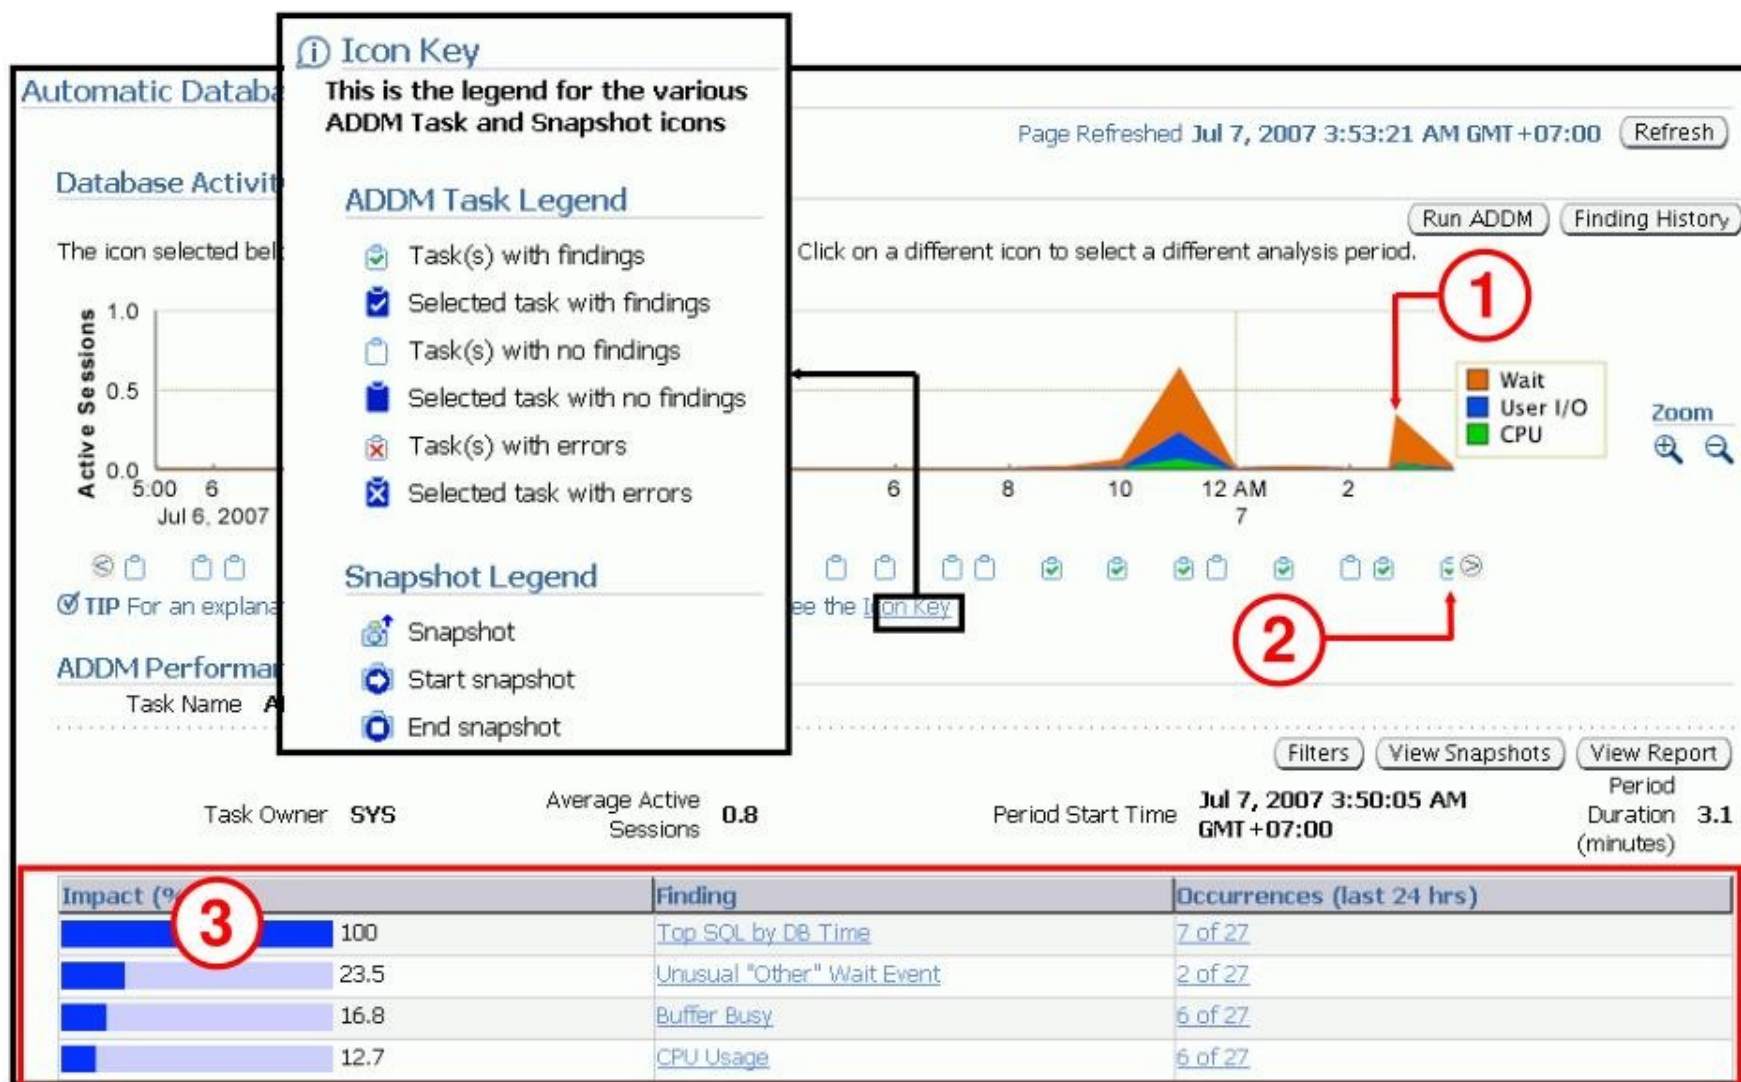 Icon Key
This is the legend for the various
ADDM Task and Snapshot icons
ADDM Task Legend
Task(s) with findings
Selected task with findings
Task(s) with no findings
Selected task with no findings
Task(s) with errors
Selected task with errors
Snapshot Legend
Snapshot
Start snapshot
End snapshot
Automatic
Page Refreshed Jul 7, 2007 3:53:21 AM GMT+07:00 Refresh
Database
Run ADDM Finding History
The icon selected
Click on a different icon to select a different analysis period.
1
Active Sessions
1.0
0.5
0.0
Wait
User I/O
CPU
Zoom
5:00 6 6 8 10 12 AM 2
Jul 6, 2007 7
TIP For an
the Icon Key
2
ADDM
Task Name
Filters View Snapshots View Report
Task Owner SYS
Average Active Sessions 0.8
Period Start Time Jul 7, 2007 3:50:05 AM
GMT+07:00
Period
Duration 3.1
(minutes)
Impact Finding Occurrences (last 24 hrs)
3
100 Top SQL by DB Time 7 of 27
23.5 Unusual "Other" Wait Event 2 of 27
16.8 Buffer Busy 6 of 27
12.7 CPU Usage 6 of 27